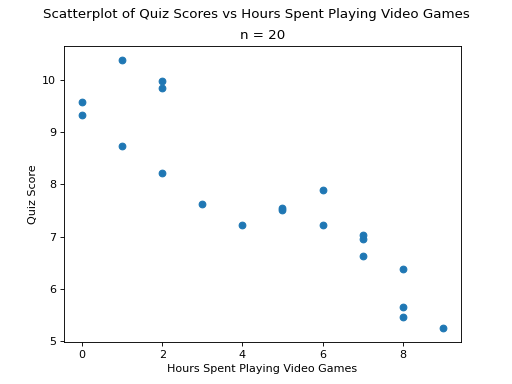 Scatterplot of Quiz Scores vs Hours Spent Playing Video Games
n = 20
10
9
8
7
6
5
Quiz Score
0 2 4 6 8
Hours Spent Playing Video Games